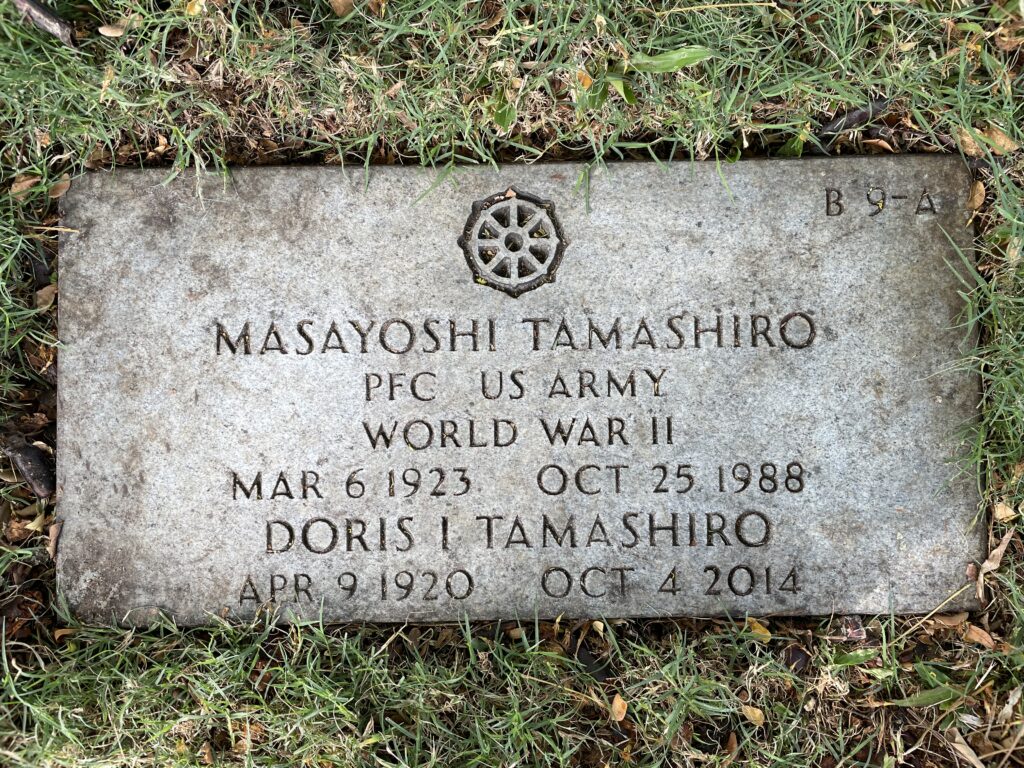 B 9-A
MASAYOSHI TAMASHIRO
PFC US ARMY
WORLD WAR II
MAR 6 1923 OCT 25 1988
DORIS I TAMASHIRO
APR 9 1920 OCT 4 2014